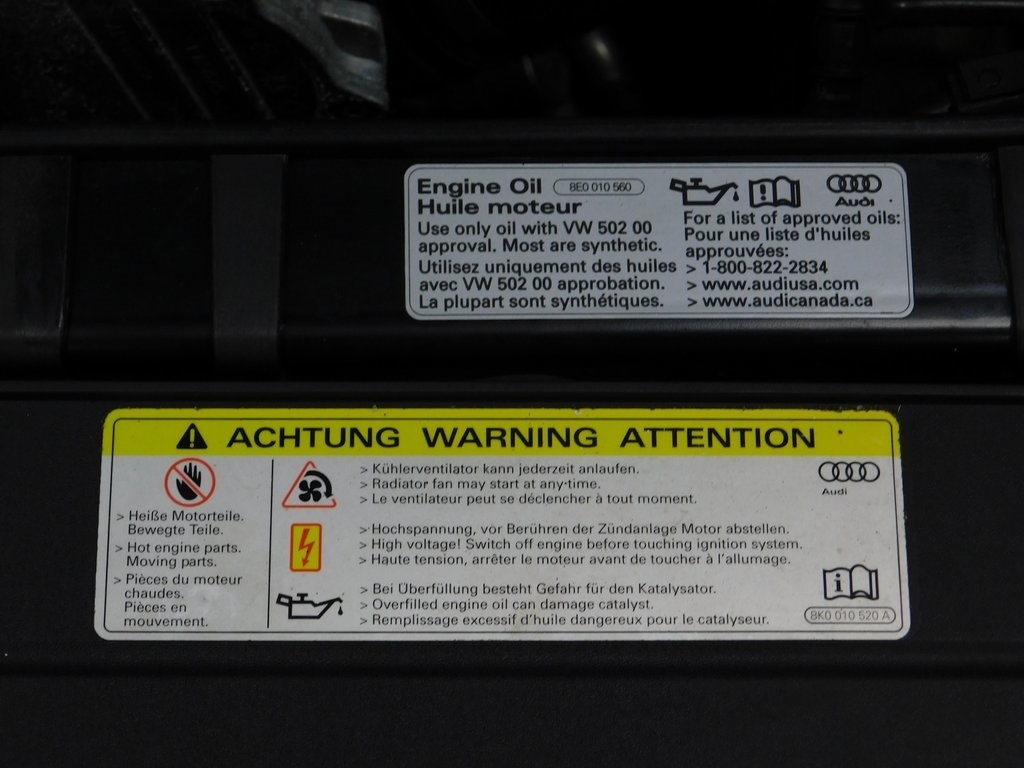 Engine Oil 8E0 010 560
Huile moteur
Use only oil with VW 502 00
approval. Most are synthetic.
Utilisez uniquement des huiles
avec VW 502 00 approbation.
La plupart sont synthétiques.
Audi
For a list of approved oils:
Pour une liste d'huiles
approuvées:
> 1-800-822-2834
> www.audiusa.com
> www.audicanada.ca
ACHTUNG WARNING ATTENTION
> Heiße Motorteile.
Bewegte Teile.
> Hot engine parts.
Moving parts.
> Pièces du moteur
chaudes.
Pièces en
mouvement.
> Kühlerventilator kann jederzeit anlaufen.
> Radiator fan may start at any-time.
> Le ventilateur peut se déclencher à tout moment.
> Hochspannung, vor Berühren der Zündanlage Motor abstellen.
> High voltage! Switch off engine before touching ignition system.
> Haute tension, arrêter le moteur avant de toucher à l'allumage.
> Bei Überfüllung besteht Gefahr für den Katalysator.
> Overfilled engine oil can damage catalyst.
> Remplissage excessif d'huile dangereux pour le catalyseur.
Audi
8K0 010 520 A